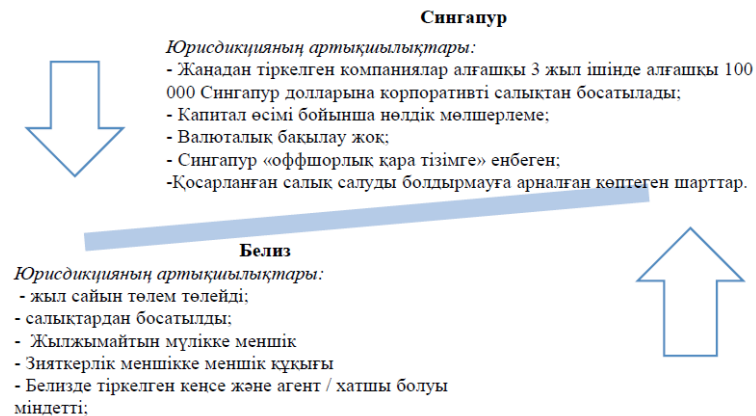 Сингапур
Юрисдикцияның артықшылықтары:
- Жаңадан тіркелген компаниялар алғашқы 3 жыл ішінде алғашқы 100
000 Сингапур долларына корпоративті салықтан босатылады;
- Капитал өсімі бойынша нөлдік мөлшерлеме;
- Валюталық бақылау жоқ;
- Сингапур «оффшорлық қара тізімге» енбеген;
-Қосарланған салық салуды болдырмауға арналған көптеген шарттар.
Белиз
Юрисдикцияның артықшылықтары:
- жыл сайын төлем төлейді;
- салықтардан босатылды;
- Жылжымайтын мүлікке меншік
- Зияткерлік меншікке меншік құқығы
- Белизде тіркелген кеңсе және агент / хатшы болуы
міндетті;